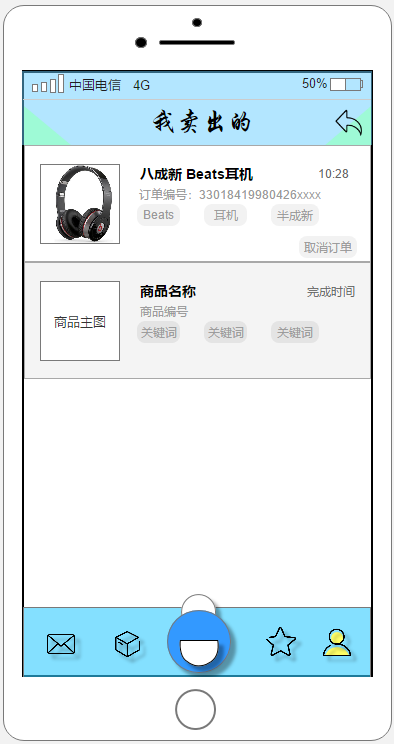 中国电信 4G 50%
我卖出的
八成新 Beats耳机 10:28
订单编号：33018419980426xxxx
Beats 耳机 半成新
取消订单
商品名称 完成时间
商品编号
商品主图
关键词 关键词 关键词